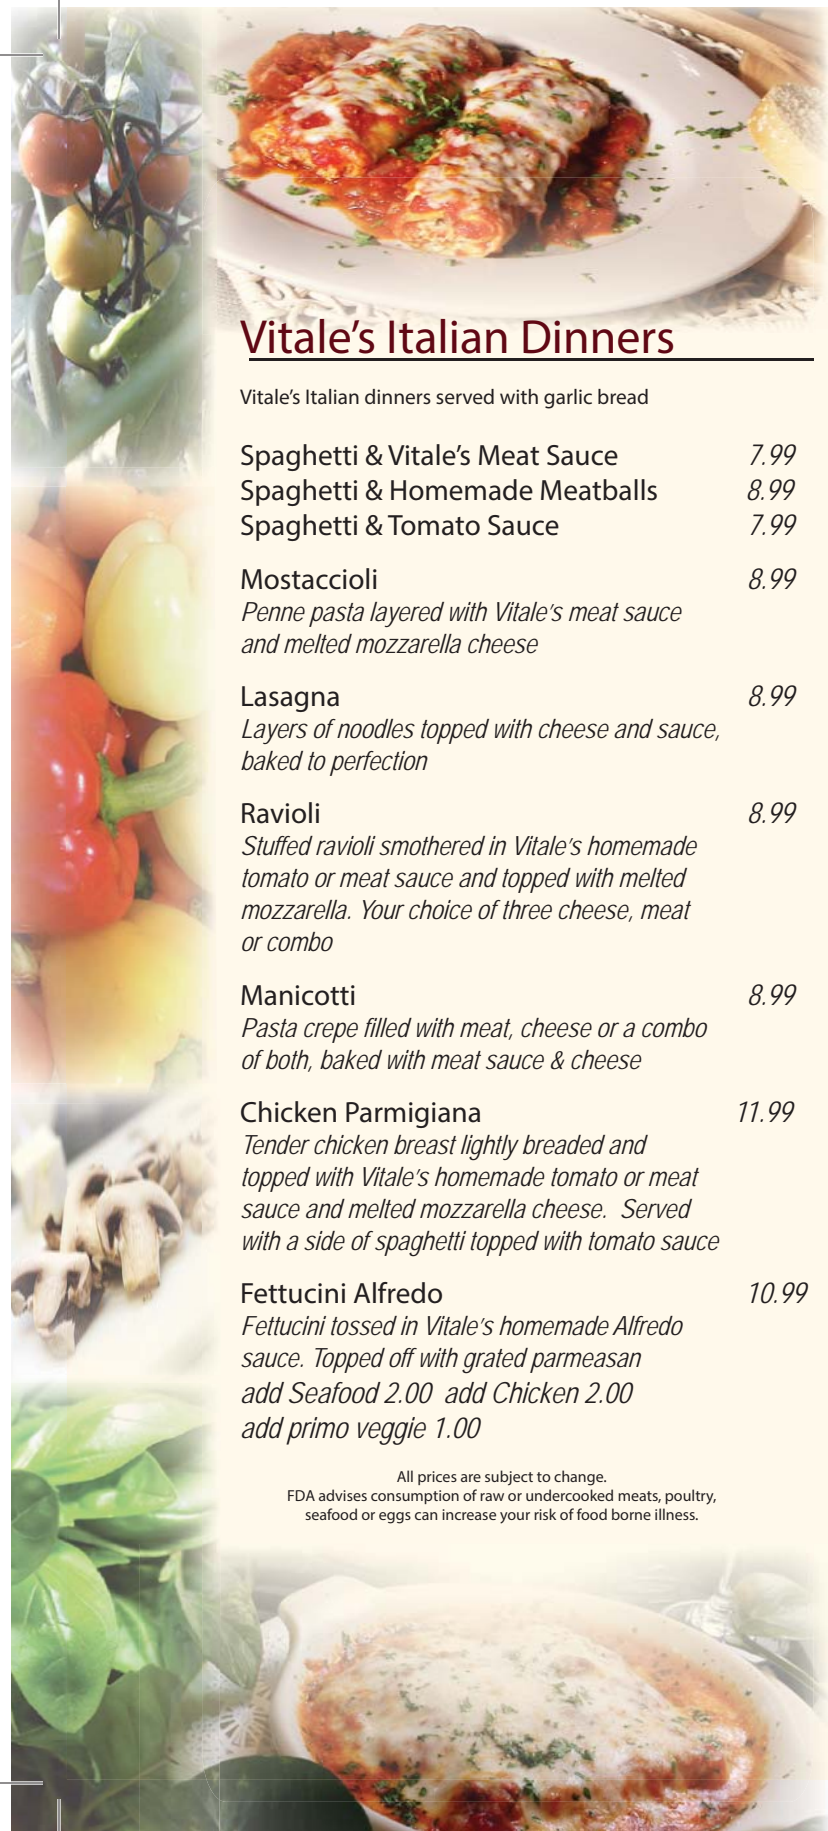 Vitale's Italian Dinners
Vitale's Italian dinners served with garlic bread
Spaghetti & Vitale's Meat Sauce 7.99
Spaghetti & Homemade Meatballs 8.99
Spaghetti & Tomato Sauce 7.99
Mostaccioli 8.99
Penne pasta layered with Vitale's meat sauce
and melted mozzarella cheese
Lasagna 8.99
Layers of noodles topped with cheese and sauce,
baked to perfection
Ravioli 8.99
Stuffed ravioli smothered in Vitale's homemade
tomato or meat sauce and topped with melted
mozzarella. Your choice of three cheese, meat
or combo
Manicotti 8.99
Pasta crepe filled with meat, cheese or a combo
of both, baked with meat sauce & cheese
Chicken Parmigiana 11.99
Tender chicken breast lightly breaded and
topped with Vitale's homemade tomato or meat
sauce and melted mozzarella cheese. Served
with a side of spaghetti topped with tomato sauce
Fettucini Alfredo 10.99
Fettucini tossed in Vitale's homemade Alfredo
sauce. Topped off with grated parmeasan
add Seafood 2.00 add Chicken 2.00
add primo veggie 1.00
All prices are subject to change.
FDA advises consumption of raw or undercooked meats, poultry,
seafood or eggs can increase your risk of food borne illness.